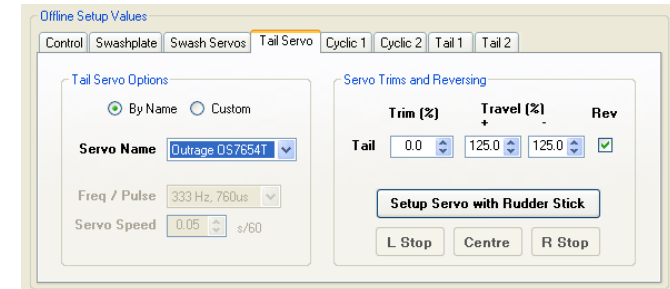 Offline Setup Values
Control Swashplate Swash Servos Tail Servo Cyclic 1 Cyclic 2 Tail 1 Tail 2
Tail Servo Options
By Name Custom
Servo Name Outrage OS7654T
Freq / Pulse 333 Hz, 760us
Servo Speed 0.05 s/60
Servo Trims and Reversing
Trim (%) Travel (%) Rev
+ -
Tail 0.0 125.0 125.0
Setup Servo with Rudder Stick
L Stop Centre R Stop